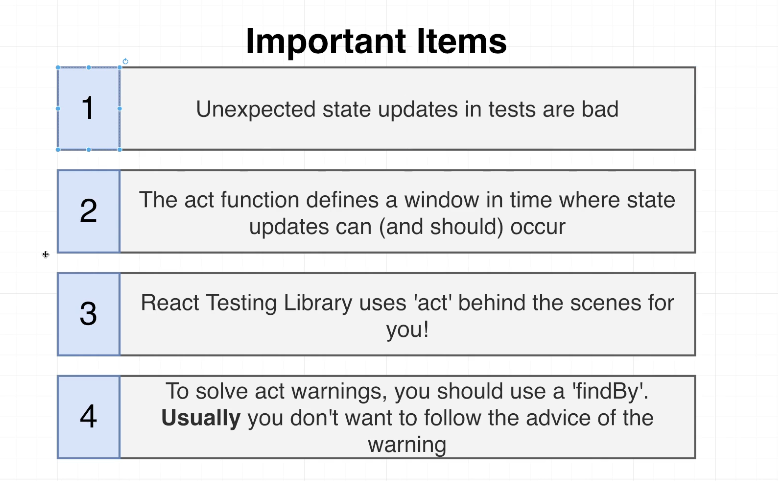 Important Items
1
Unexpected state updates in tests are bad
2
The act function defines a window in time where state
updates can (and should) occur
3
React Testing Library uses 'act' behind the scenes for
you!
4
To solve act warnings, you should use a 'findBy'.
Usually you don't want to follow the advice of the
warning